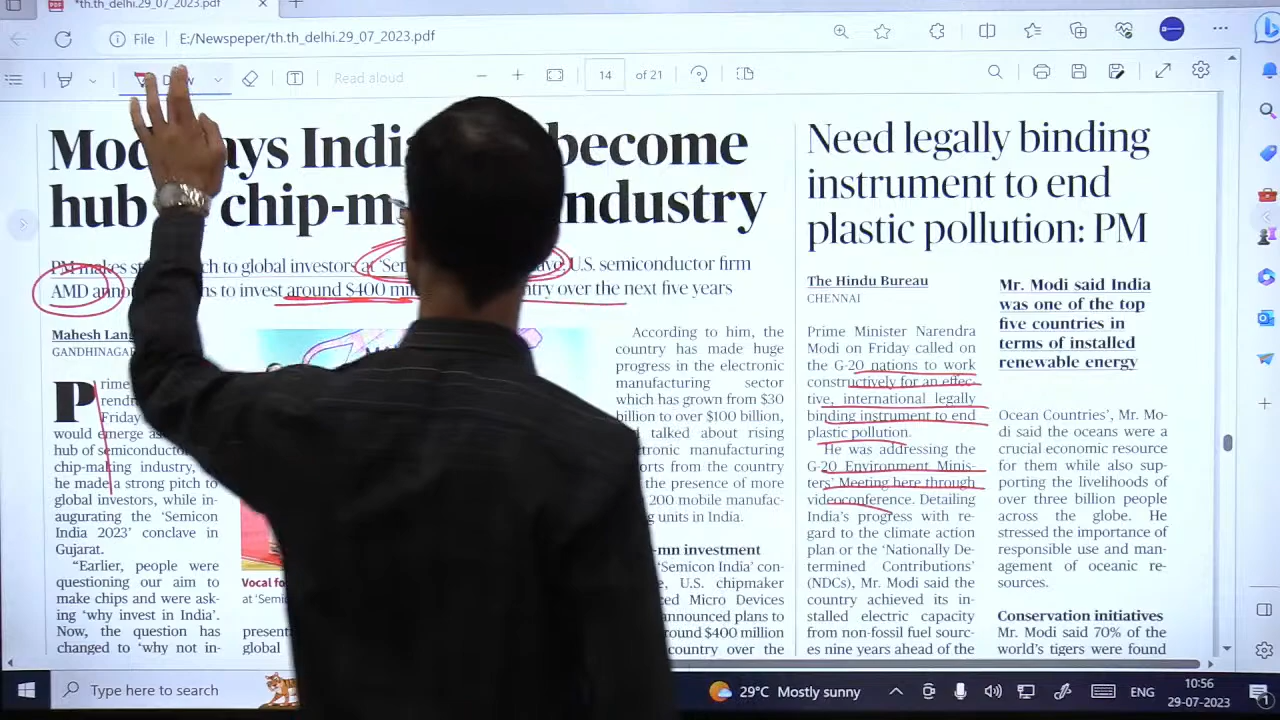 *th.th_delhi.29_07_2023.pdf
File E:/Newspeper/th.th_delhi.29_07_2023.pdf
Draw Read aloud 14 of 21
become
hub chip-m ndustry
PM makes st ch to global investors at 'Sem U.S. semiconductor firm
AMD ann ns to invest around $400 mi ntry over the next five years
Mahesh Lang
GANDHINAGAR
Prime
rendr
Friday
would emerge as
hub of semiconductor
chip-making industry,
he made a strong pitch to
global investors, while in-
augurating the 'Semicon
India 2023' conclave in
Gujarat.
"Earlier, people were
questioning our aim to
make chips and were ask-
ing 'why invest in India'.
Now, the question has
changed to 'why not in-
Vocal fo
at 'Semi
present
global
According to him, the
country has made huge
progress in the electronic
manufacturing sector
which has grown from $30
billion to over $100 billion,
talked about rising
ctronic manufacturing
orts from the country
the presence of more
200 mobile manufac-
g units in India.
-mn investment
'Semicon India' con-
U.S. chipmaker
ced Micro Devices
announced plans to
round $400 million
country over the
Need legally binding
instrument to end
plastic pollution: PM
The Hindu Bureau
CHENNAI
Prime Minister Narendra
Modi on Friday called on
the G-20 nations to work
constructively for an effec-
tive, international legally
binding instrument to end
plastic pollution.
He was addressing the
G-20 Environment Minis-
ters' Meeting here through
videoconference. Detailing
India's progress with re-
gard to the climate action
plan or the 'Nationally De-
termined Contributions'
(NDCs), Mr. Modi said the
country achieved its in-
stalled electric capacity
from non-fossil fuel sourc-
es nine years ahead of the
Mr. Modi said India
was one of the top
five countries in
terms of installed
renewable energy
Ocean Countries', Mr. Mo-
di said the oceans were a
crucial economic resource
for them while also sup-
porting the livelihoods of
over three billion people
across the globe. He
stressed the importance of
responsible use and man-
agement of oceanic re-
sources.
Conservation initiatives
Mr. Modi said 70% of the
world's tigers were found
Type here to search 29°C Mostly sunny ENG 10:56
29-07-2023